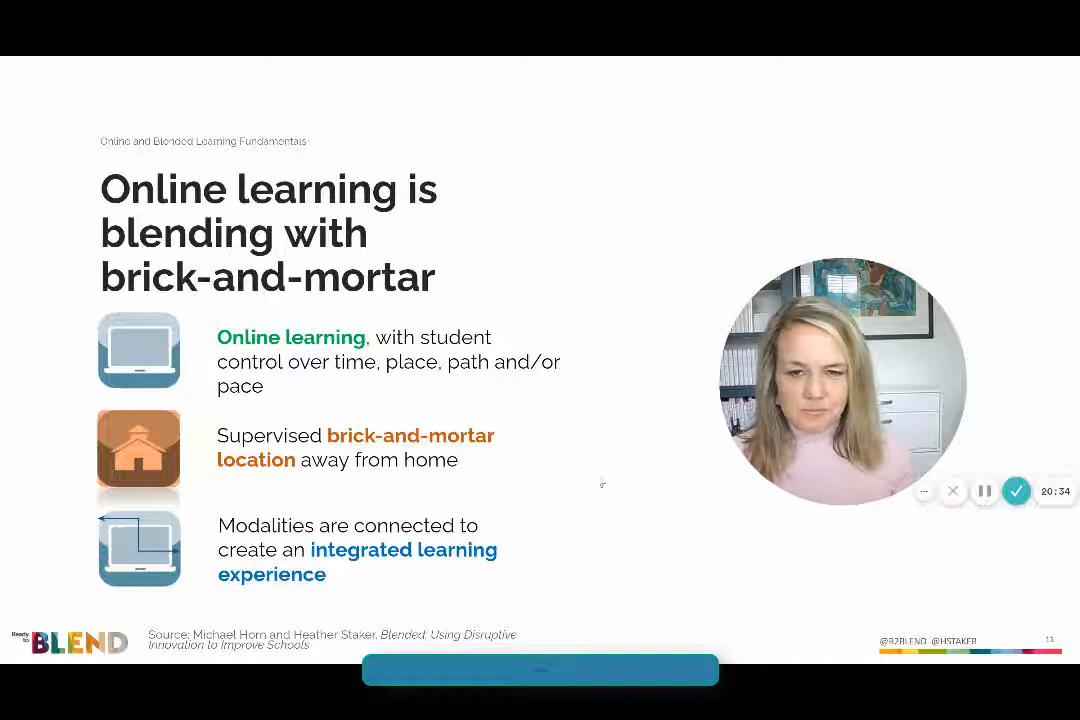 Online and Blended Learning Fundamentals
Online learning is
blending with
brick-and-mortar
Online learning, with student
control over time, place, path and/or
pace
Supervised brick-and-mortar
location away from home
Modalities are connected to
create an integrated learning
experience
20:34
Ready
to
BLEND
Source: Michael Horn and Heather Staker, Blended: Using Disruptive
Innovation to Improve Schools
@R2BLEND @HSTAKER